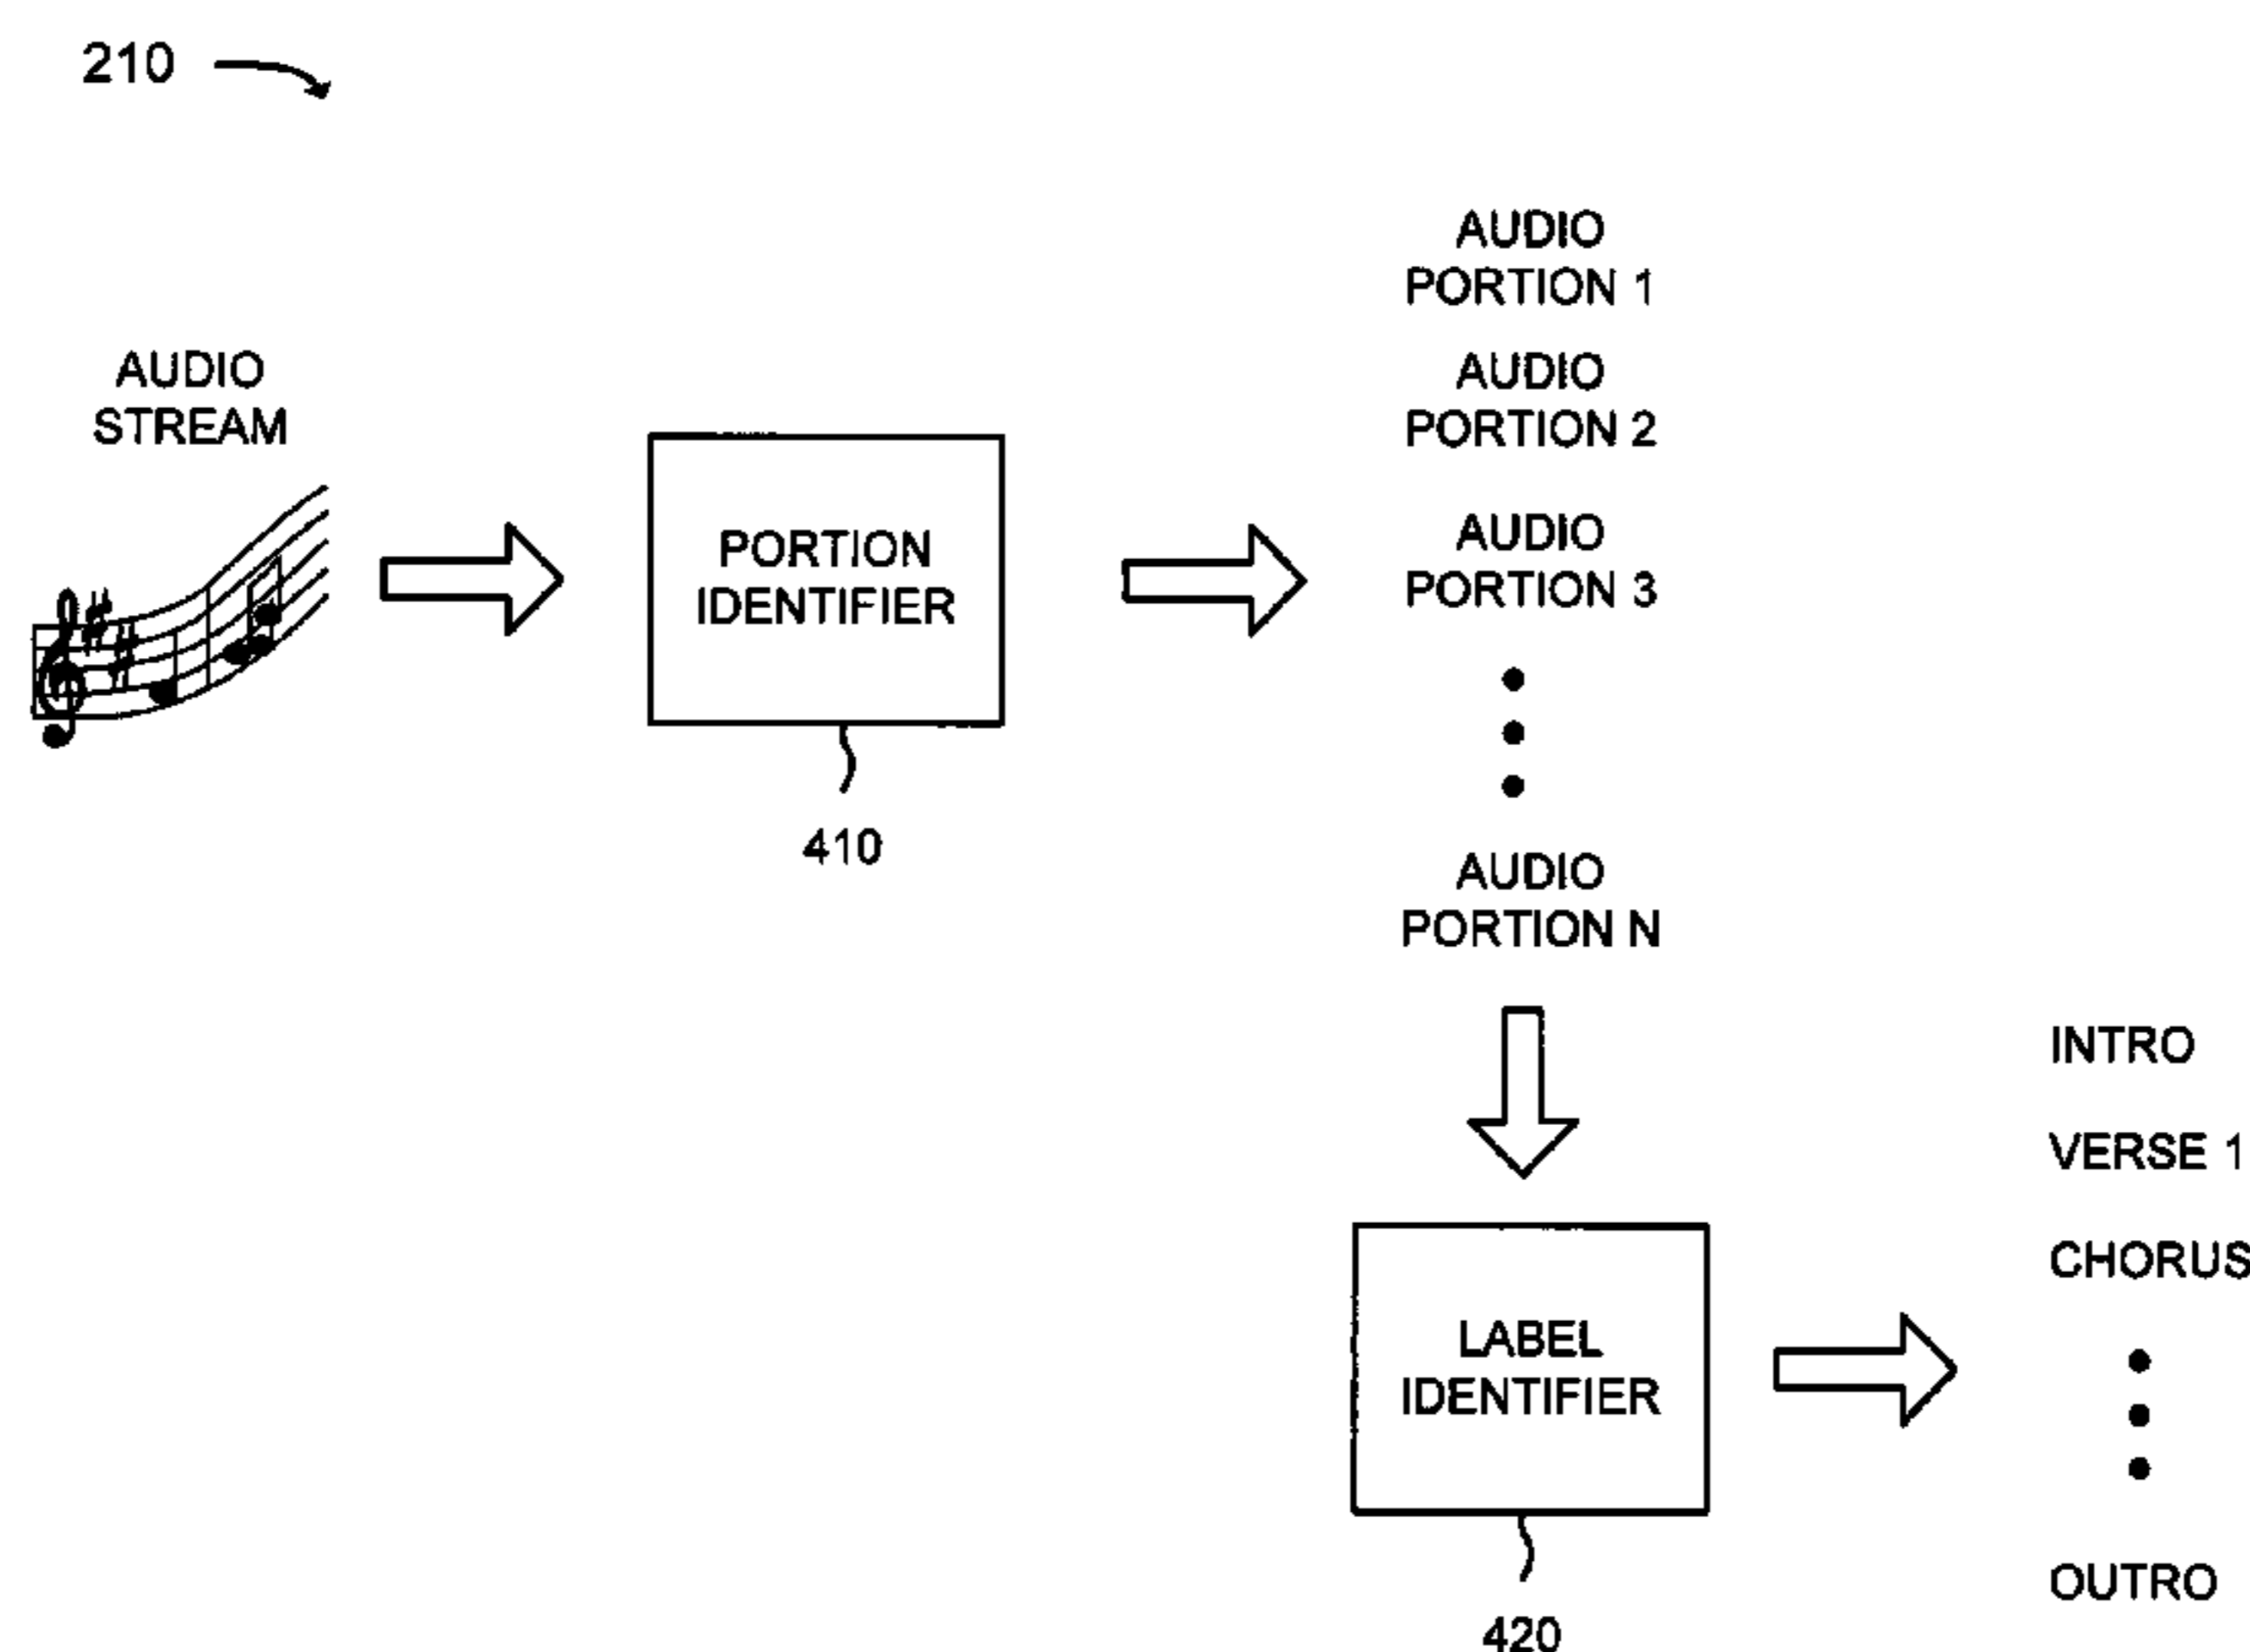 210
AUDIO
STREAM
PORTION
IDENTIFIER
410
AUDIO
PORTION 1
AUDIO
PORTION 2
AUDIO
PORTION 3
AUDIO
PORTION N
LABEL
IDENTIFIER
420
INTRO
VERSE 1
CHORUS
OUTRO